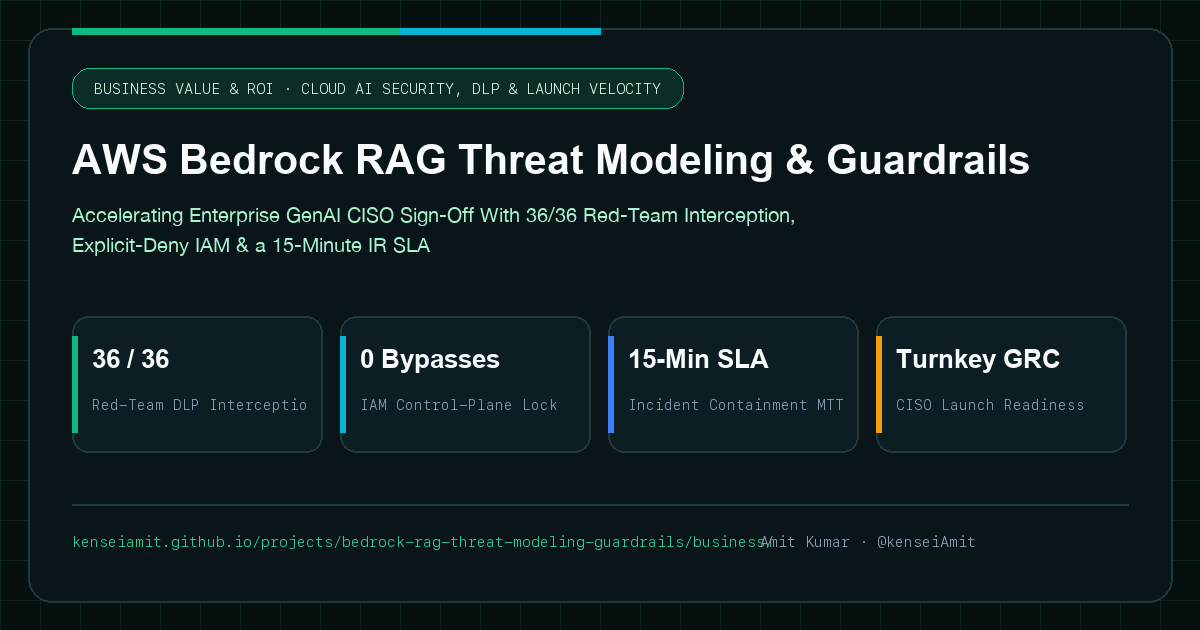 BUSINESS VALUE & ROI · CLOUD AI SECURITY, DLP & LAUNCH VELOCITY
AWS Bedrock RAG Threat Modeling & Guardrails
Accelerating Enterprise GenAI CISO Sign-Off With 36/36 Red-Team Interception,
Explicit-Deny IAM & a 15-Minute IR SLA
36 / 36
Red-Team DLP Interceptio
0 Bypasses
IAM Control-Plane Lock
15-Min SLA
Incident Containment MTT
Turnkey GRC
CISO Launch Readiness
kenseiamit.github.io/projects/bedrock-rag-threat-modeling-guardrails/business/
Amit Kumar · @kenseiAmit